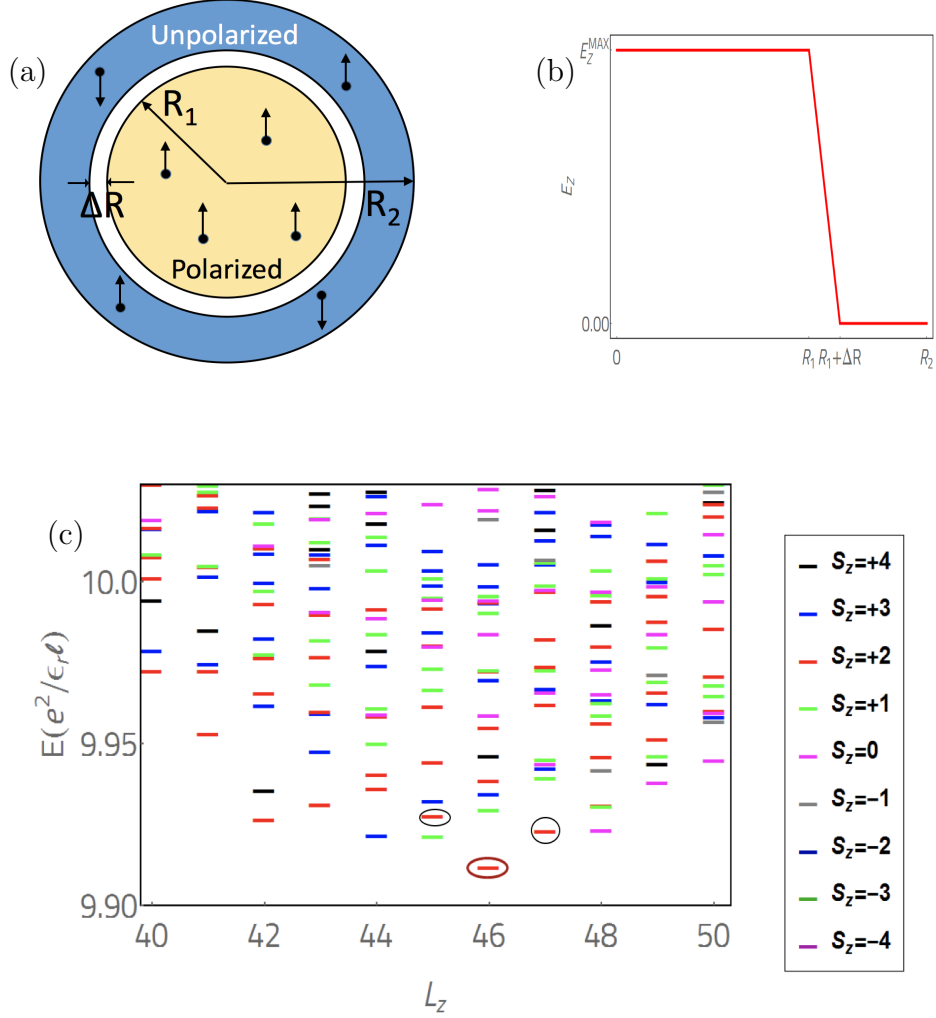 (a)
Unpolarized
R₁
ΔR
R₂
Polarized
(b)
E_Z^MAX
E_Z
0.00
0 R₁ R₁+ΔR R₂
(c)
E(e²/ϵᵣℓ)
10.0
9.95
9.90
40 42 44 46 48 50
L_z
S_z=+4
S_z=+3
S_z=+2
S_z=+1
S_z=0
S_z=−1
S_z=−2
S_z=−3
S_z=−4